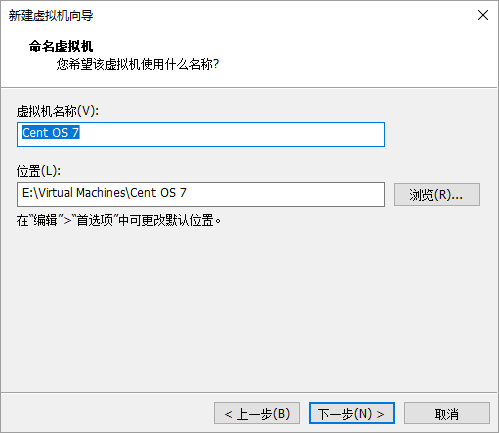 新建虚拟机向导
命名虚拟机
您希望该虚拟机使用什么名称?
虚拟机名称(V):
Cent OS 7
位置(L):
E:\Virtual Machines\Cent OS 7
浏览(R)...
在“编辑”>“首选项”中可更改默认位置。
< 上一步(B)
下一步(N) >
取消